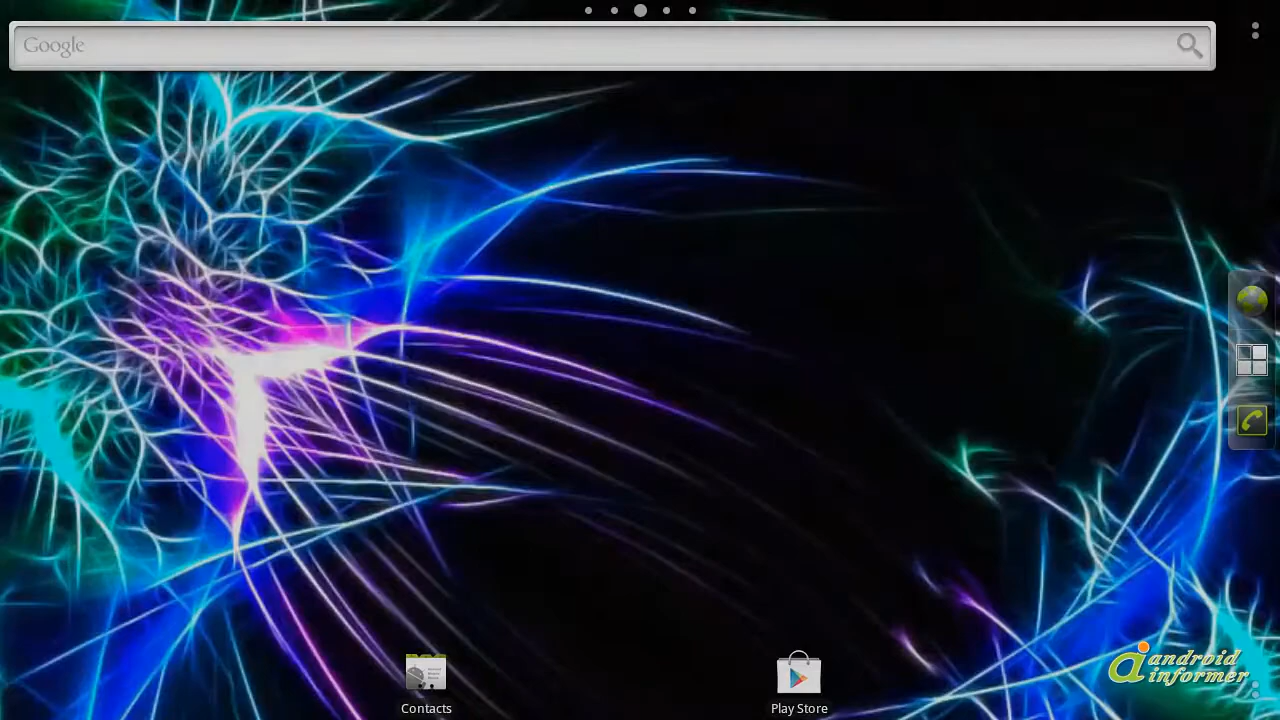 Google
Contacts
Play Store
android
informer